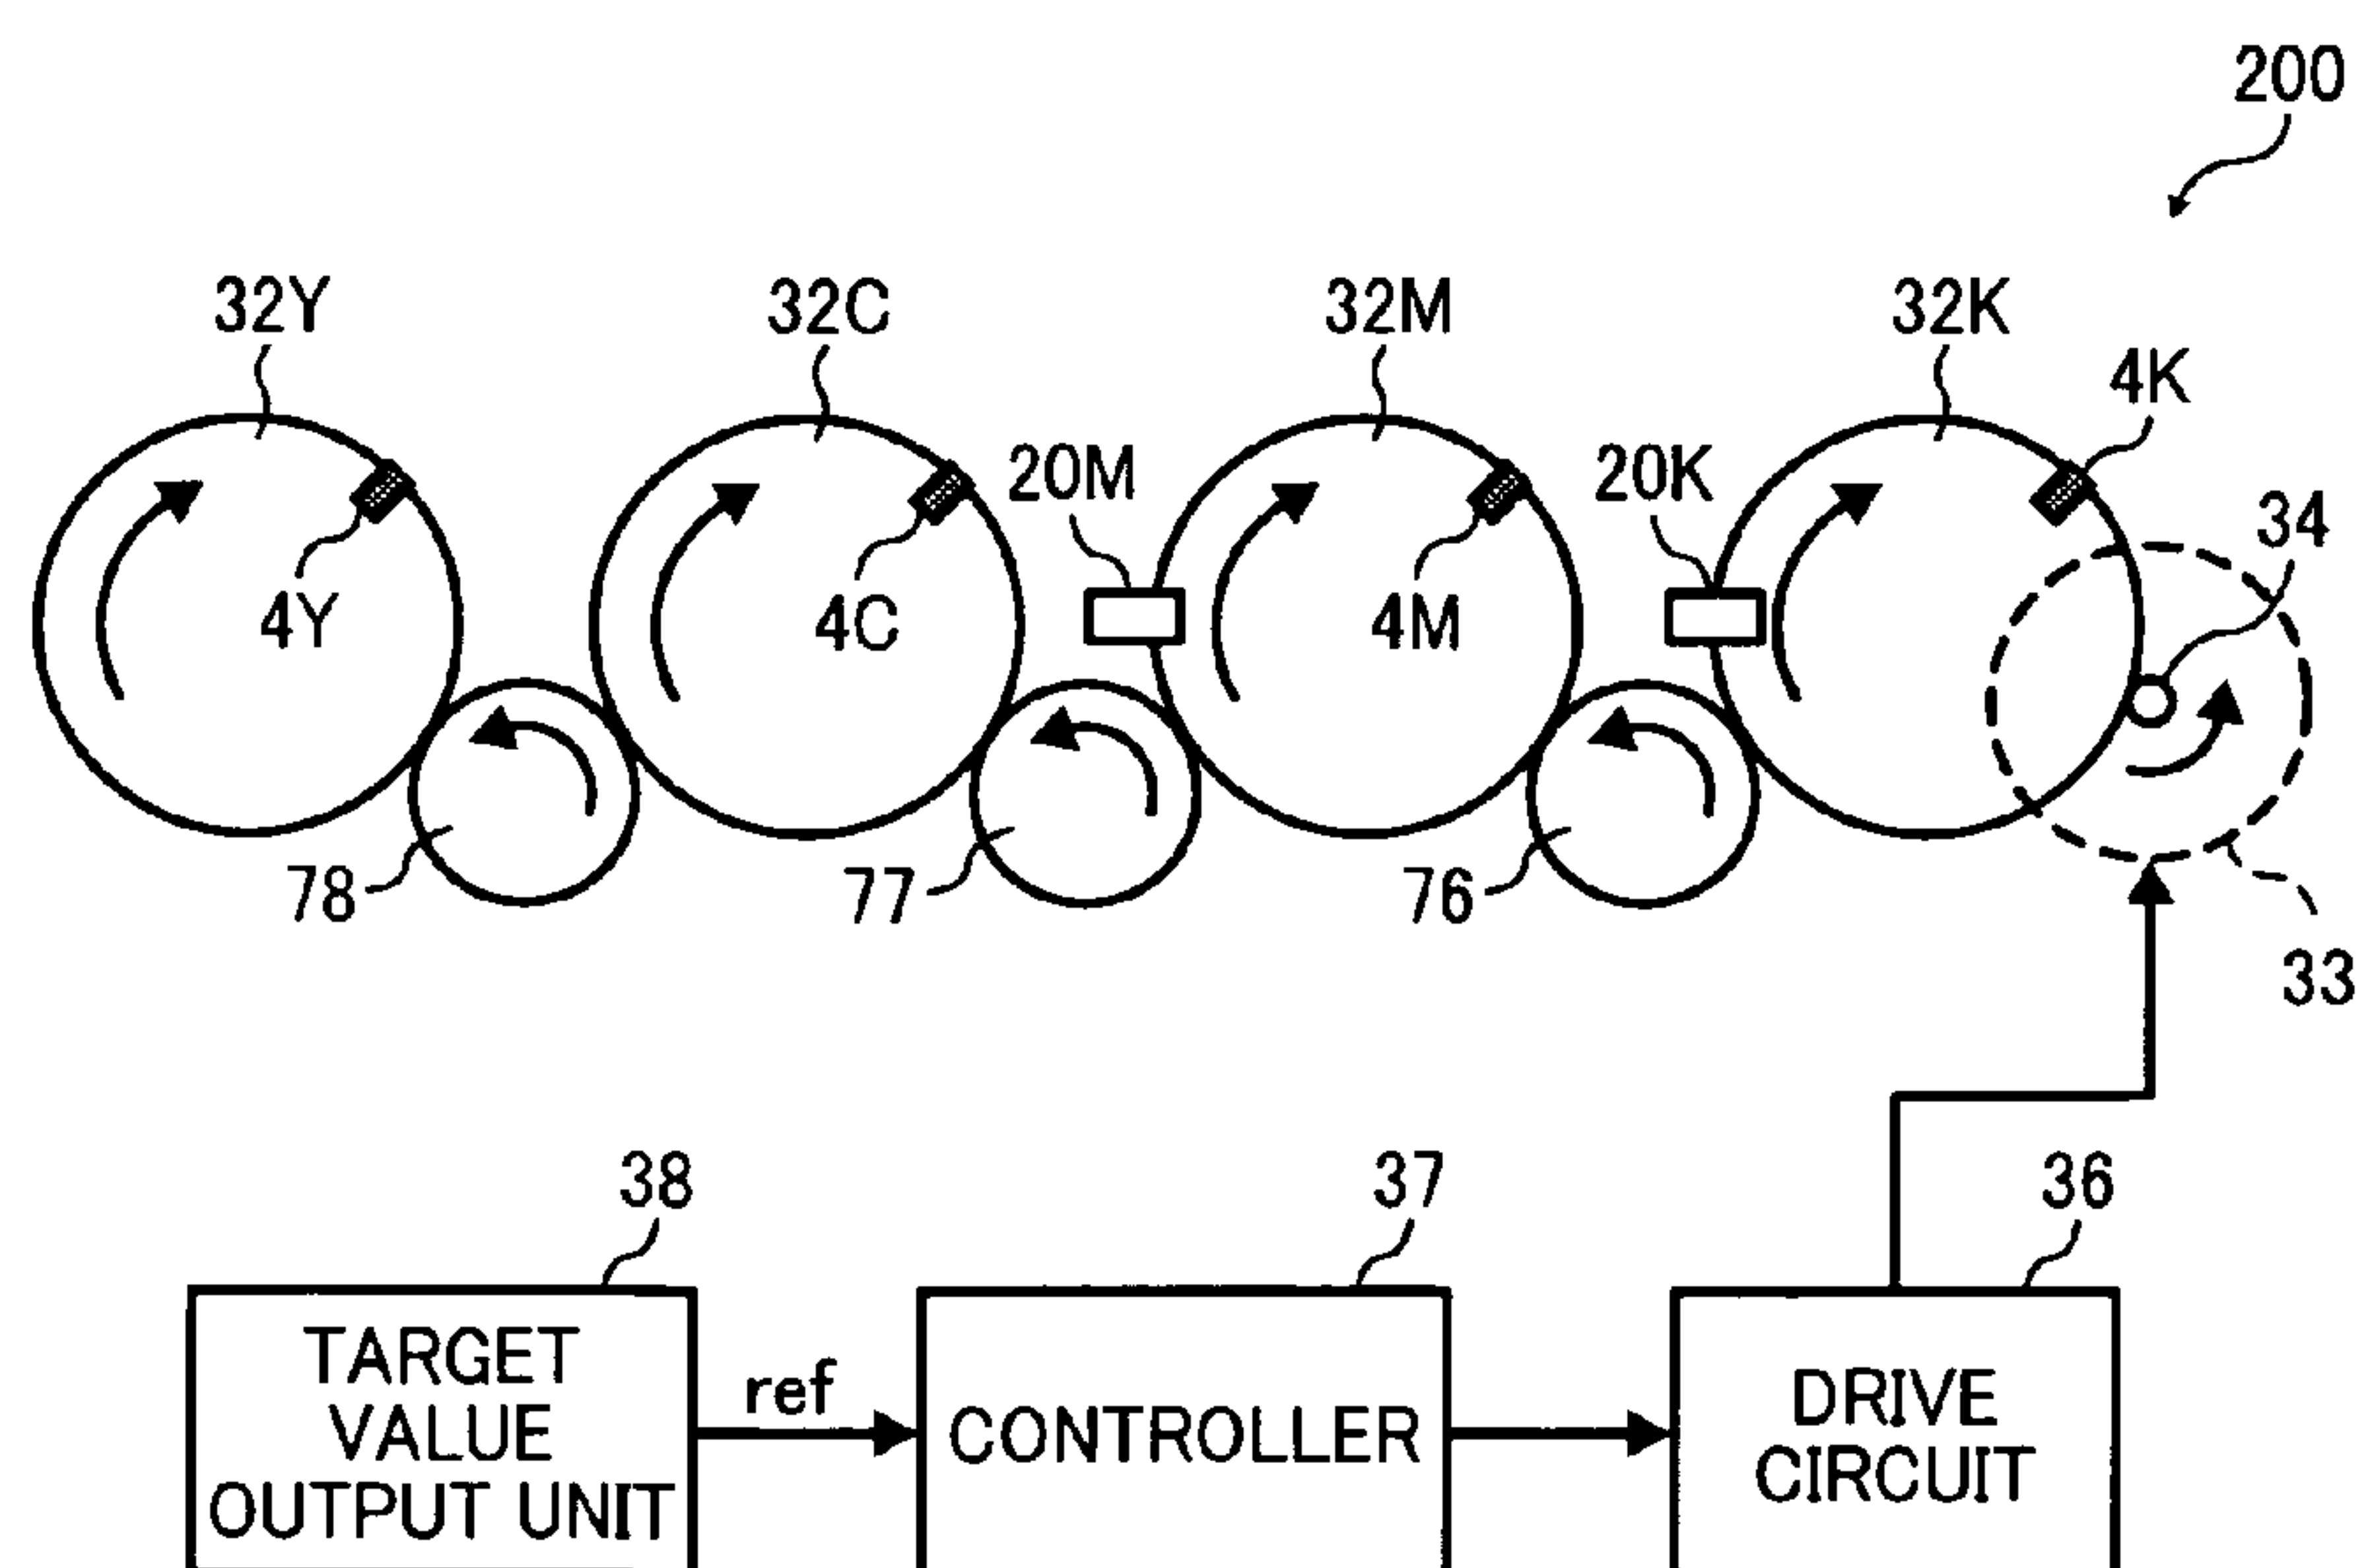 200
32Y
32C
32M
32K
4K
20M
20K
34
4Y
4C
4M
78
77
76
33
38
37
36
TARGET
VALUE
OUTPUT UNIT
ref
CONTROLLER
DRIVE
CIRCUIT